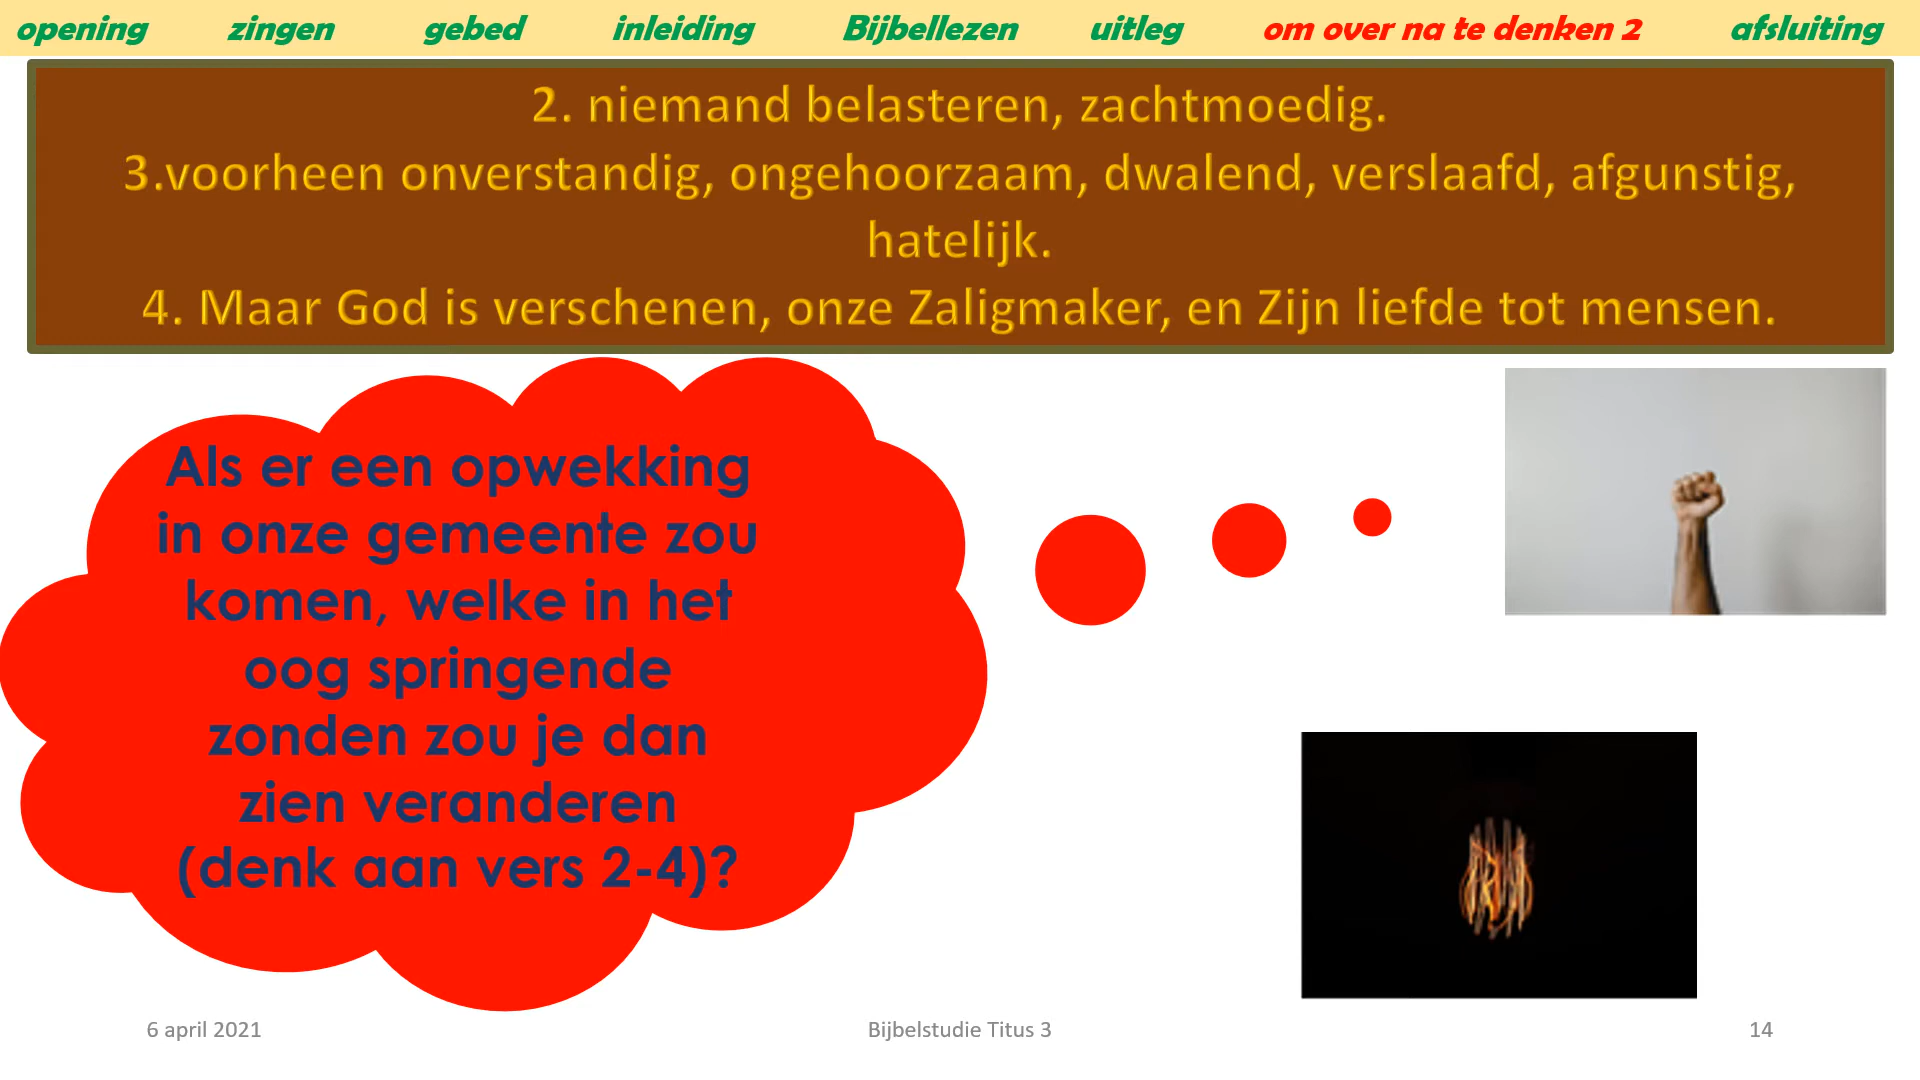 opening zingen gebed inleiding Bijbellezen uitleg om over na te denken 2 afsluiting
2. niemand belasteren, zachtmoedig.
3.voorheen onverstandig, ongehoorzaam, dwalend, verslaafd, afgunstig,
hatelijk.
4. Maar God is verschenen, onze Zaligmaker, en Zijn liefde tot mensen.
Als er een opwekking
in onze gemeente zou
komen, welke in het
oog springende
zonden zou je dan
zien veranderen
(denk aan vers 2-4)?
6 april 2021 Bijbelstudie Titus 3 14